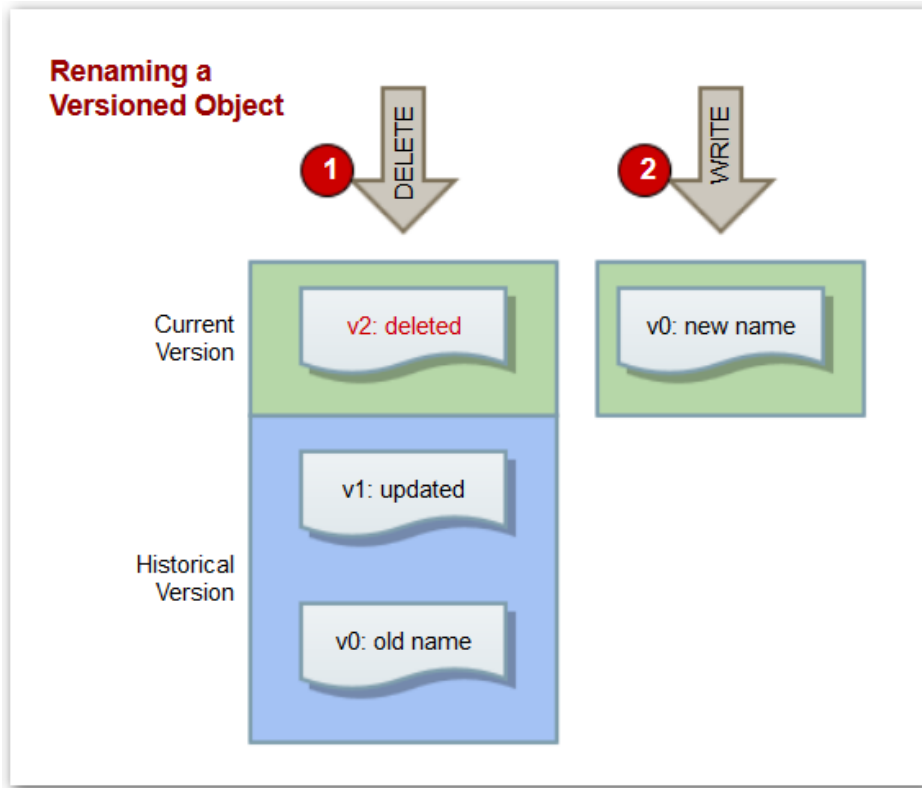 Renaming a
Versioned Object
1
DELETE
2
WRITE
Current
Version
v2: deleted
v0: new name
v1: updated
Historical
Version
v0: old name